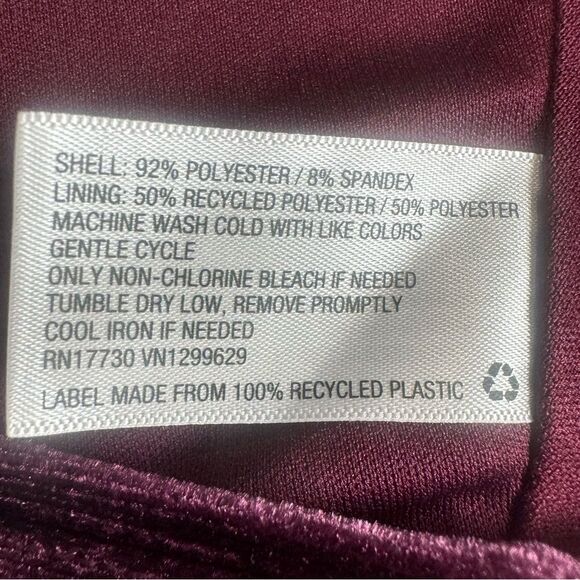 SHELL: 92% POLYESTER / 8% SPANDEX
LINING: 50% RECYCLED POLYESTER / 50% POLYESTER
MACHINE WASH COLD WITH LIKE COLORS
GENTLE CYCLE
ONLY NON-CHLORINE BLEACH IF NEEDED
TUMBLE DRY LOW, REMOVE PROMPTLY
COOL IRON IF NEEDED
RN17730 VN1299629
LABEL MADE FROM 100% RECYCLED PLASTIC